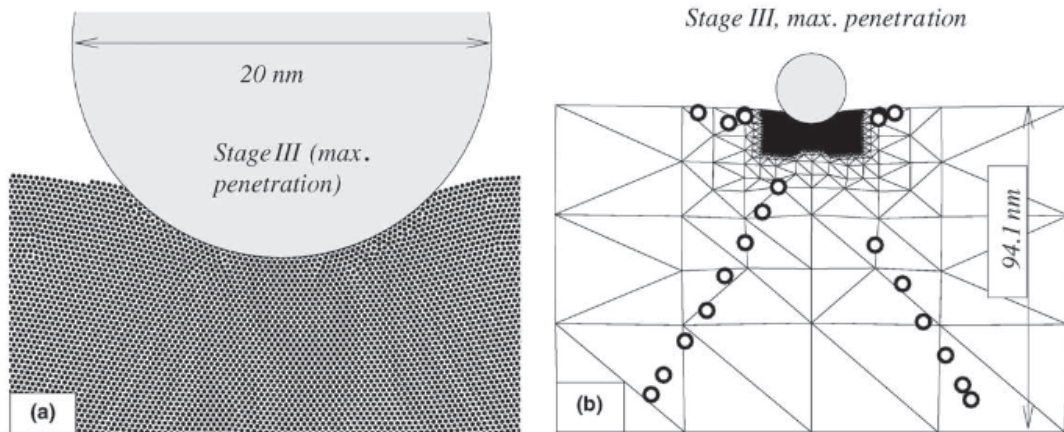 20 nm
Stage III (max.
penetration)
(a)
Stage III, max. penetration
94.1 nm
(b)